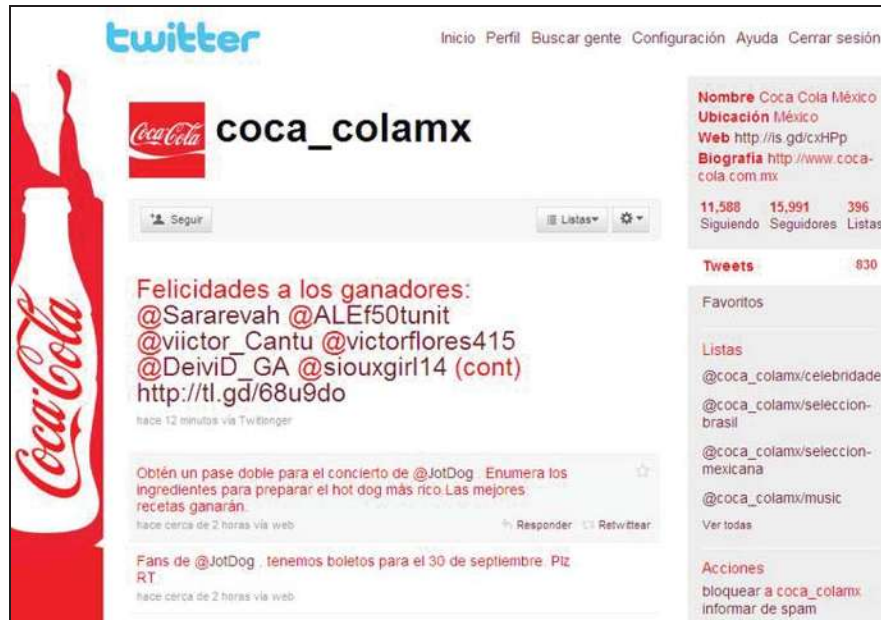 twitter
Inicio Perfil Buscar gente Configuración Ayuda Cerrar sesión
Coca-Cola
coca_colamx
Seguir
Listas
Felicidades a los ganadores:
@Sararevah @ALEf50tunit
@viictor_Cantu @victorflores415
@DeiviD_GA @siouxgirl14 (cont)
http://tl.gd/68u9do
hace 12 minutos vía Twitlonger
Obtén un pase doble para el concierto de @JotDog . Enumera los
ingredientes para preparar el hot dog más rico.Las mejores
recetas ganarán.
hace cerca de 2 horas vía web
Responder Retwittear
Fans de @JotDog . tenemos boletos para el 30 de septiembre. Plz
RT
hace cerca de 2 horas vía web
Coca-Cola
Nombre Coca Cola México
Ubicación México
Web http://is.gd/cxHPp
Biografía http://www.coca-
cola.com.mx
11,588 15,991 396
Siguiendo Seguidores Listas
Tweets 830
Favoritos
Listas
@coca_colamx/celebridade
@coca_colamx/seleccion-
brasil
@coca_colamx/seleccion-
mexicana
@coca_colamx/music
Ver todas
Acciones
bloquear a coca_colamx
informar de spam